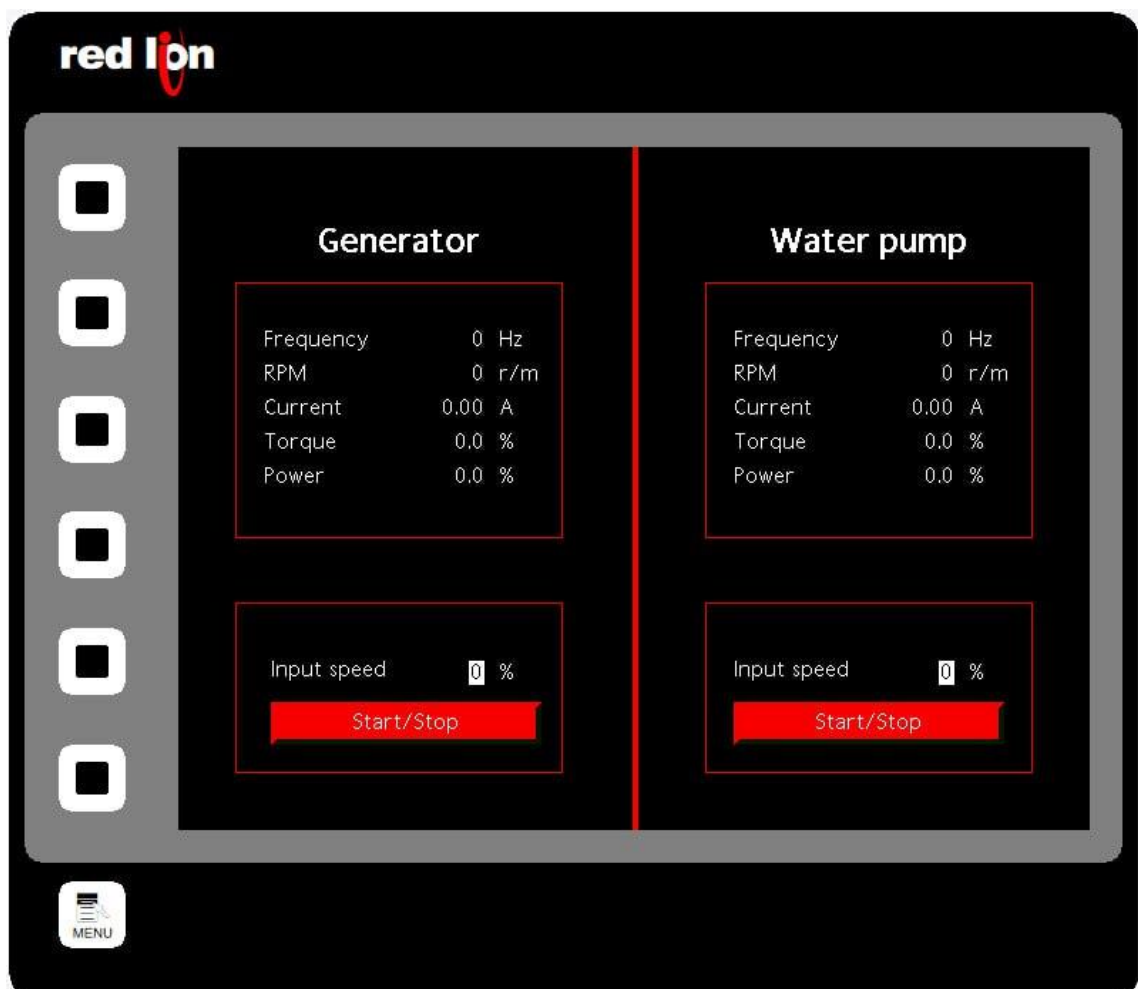 red lion
Generator
Frequency 0 Hz
RPM 0 r/m
Current 0.00 A
Torque 0.0 %
Power 0.0 %
Input speed 0 %
Start/Stop
Water pump
Frequency 0 Hz
RPM 0 r/m
Current 0.00 A
Torque 0.0 %
Power 0.0 %
Input speed 0 %
Start/Stop
MENU